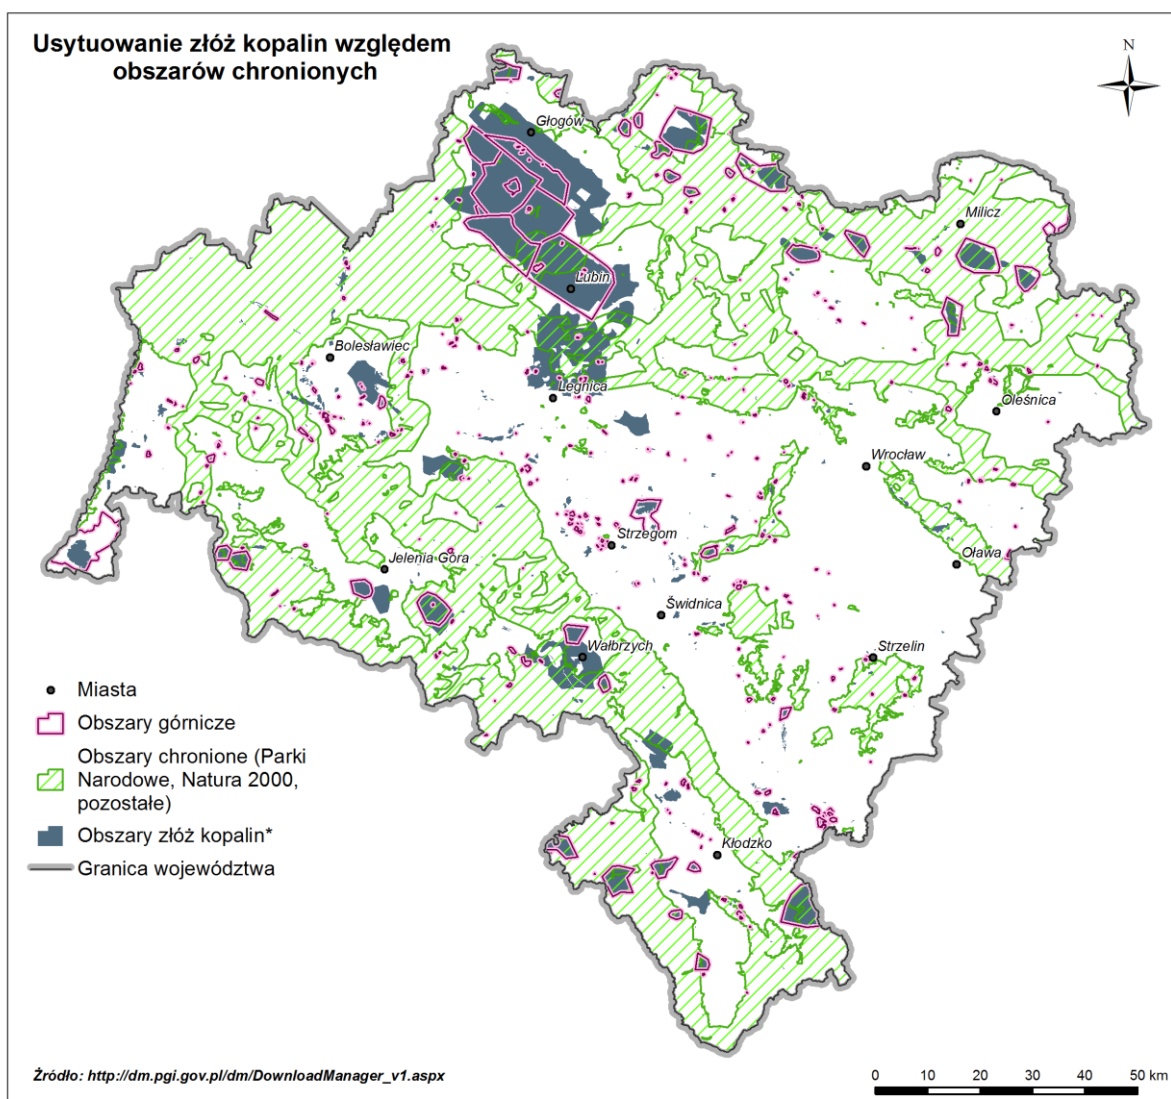 Usytuowanie złóż kopalin względem
obszarów chronionych
N
Głogów
Milicz
Lubin
Bolesławiec
Legnica
Oleśnica
Wrocław
Strzegom
Oława
Jelenia Góra
Świdnica
Wałbrzych
Strzelin
Kłodzko
Miasta
Obszary górnicze
Obszary chronione (Parki
Narodowe, Natura 2000,
pozostałe)
Obszary złóż kopalin*
Granica województwa
Źródło: http://dm.pgi.gov.pl/dm/DownloadManager_v1.aspx
0 10 20 30 40 50 km